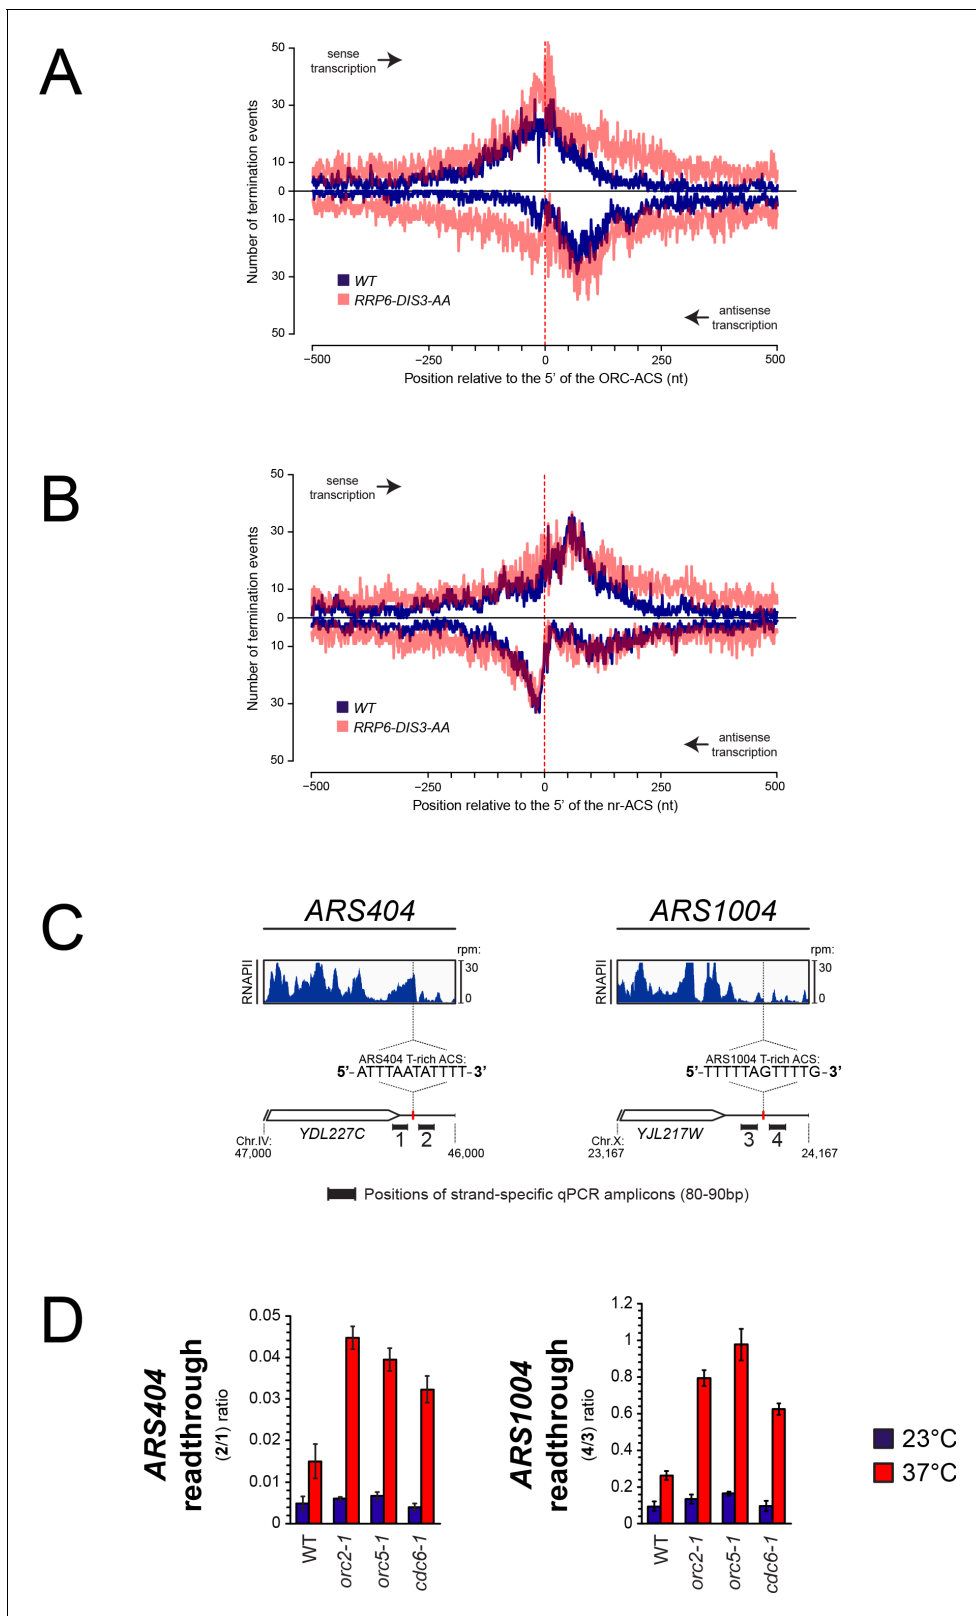 A
50
30
10
0
10
30
50
Number of termination events
sense
transcription
WT
RRP6-DIS3-AA
antisense
transcription
−500
−250
0
250
500
Position relative to the 5' of the ORC-ACS (nt)
B
50
30
10
0
10
30
50
Number of termination events
sense
transcription
WT
RRP6-DIS3-AA
antisense
transcription
−500
−250
0
250
500
Position relative to the 5' of the nr-ACS (nt)
C
ARS404
RNAPII
rpm:
30
0
ARS404 T-rich ACS:
5'-ATTTAATATTTT-3'
YDL227C
1
2
Chr.IV:
47,000
46,000
ARS1004
RNAPII
rpm:
30
0
ARS1004 T-rich ACS:
5'-TTTTTAGTTTTG-3'
YJL217W
3
4
Chr.X:
23,167
24,167
Positions of strand-specific qPCR amplicons (80-90bp)
D
ARS404
readthrough
(2/1) ratio
0.05
0.04
0.03
0.02
0.01
0
WT
orc2-1
orc5-1
cdc6-1
ARS1004
readthrough
(4/3) ratio
1.2
1
0.8
0.6
0.4
0.2
0
WT
orc2-1
orc5-1
cdc6-1
23°C
37°C